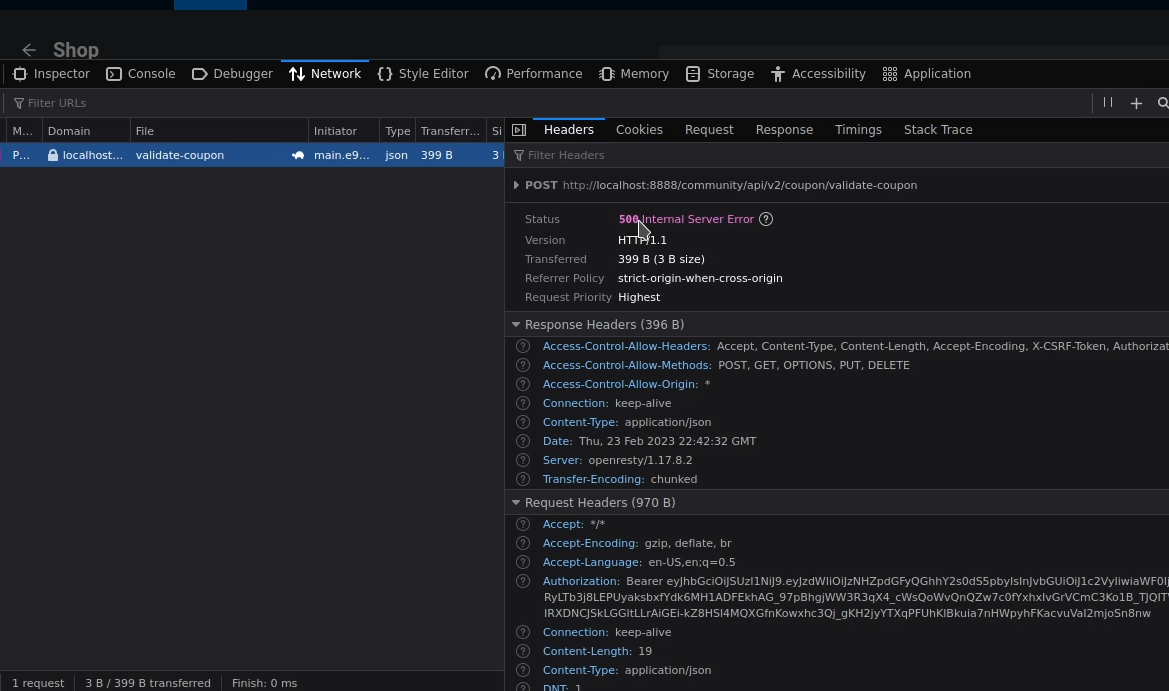 Shop
Inspector Console Debugger Network Style Editor Performance Memory Storage Accessibility Application
Filter URLs
M... Domain File Initiator Type Transferr... Si
P... localhost... validate-coupon main.e9... json 399 B 3
Headers Cookies Request Response Timings Stack Trace
Filter Headers
POST http://localhost:8888/community/api/v2/coupon/validate-coupon
Status 500 Internal Server Error
Version HTTP/1.1
Transferred 399 B (3 B size)
Referrer Policy strict-origin-when-cross-origin
Request Priority Highest
Response Headers (396 B)
Access-Control-Allow-Headers: Accept, Content-Type, Content-Length, Accept-Encoding, X-CSRF-Token, Authorizat
Access-Control-Allow-Methods: POST, GET, OPTIONS, PUT, DELETE
Access-Control-Allow-Origin: *
Connection: keep-alive
Content-Type: application/json
Date: Thu, 23 Feb 2023 22:42:32 GMT
Server: openresty/1.17.8.2
Transfer-Encoding: chunked
Request Headers (970 B)
Accept: */*
Accept-Encoding: gzip, deflate, br
Accept-Language: en-US,en;q=0.5
Authorization: Bearer
Connection: keep-alive
Content-Length: 19
Content-Type: application/json
DNT: 1
1 request 3 B / 399 B transferred Finish: 0 ms